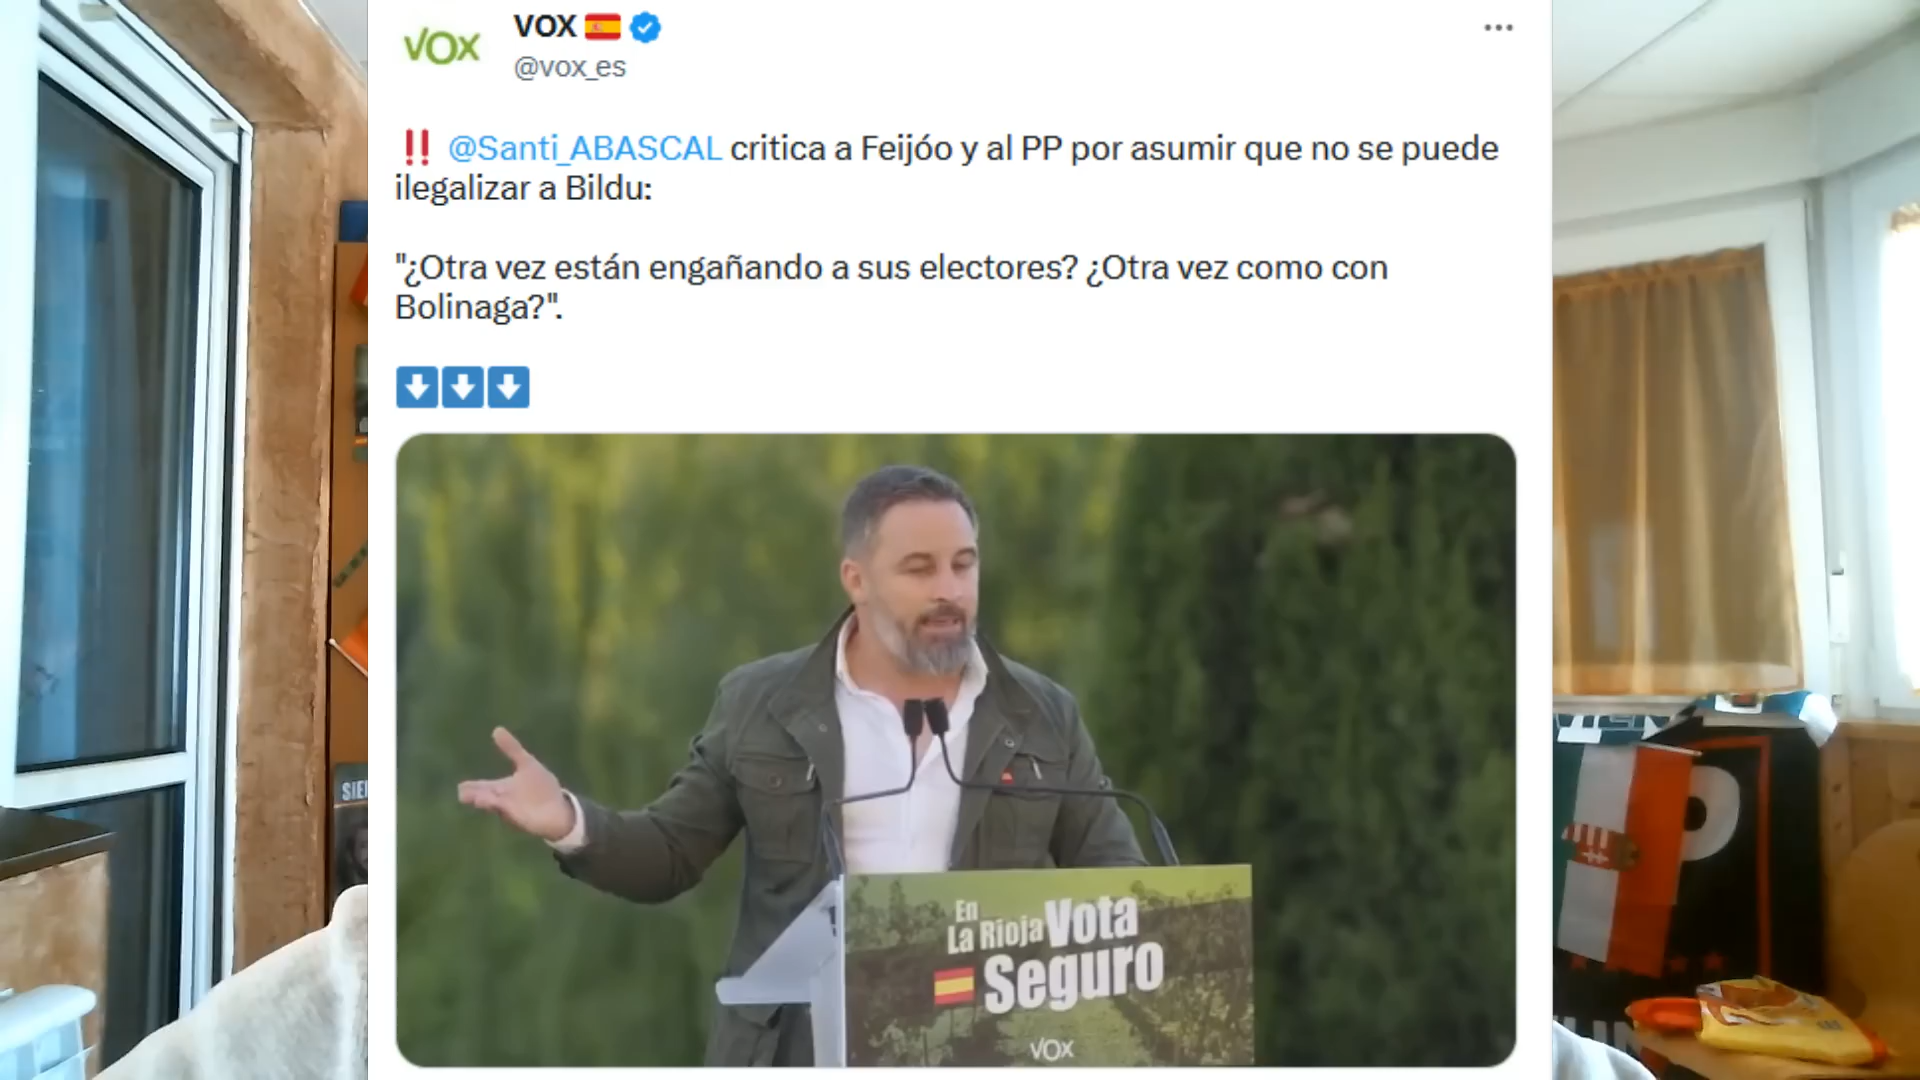 VOX
VOX
@vox_es
@Santi_ABASCAL critica a Feijóo y al PP por asumir que no se puede
ilegalizar a Bildu:
"¿Otra vez están engañando a sus electores? ¿Otra vez como con
Bolinaga?".
En
La Rioja Vota
Seguro
VOX